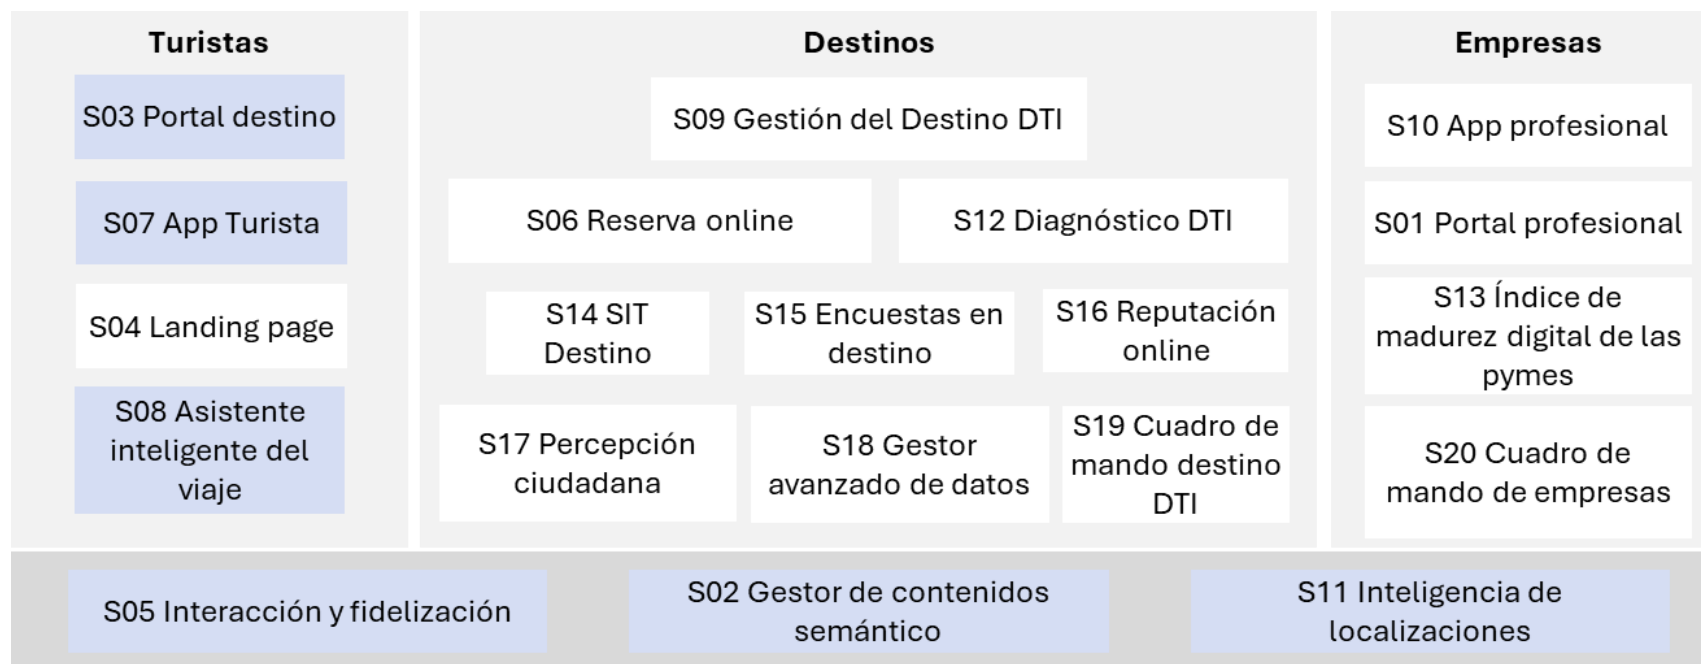 Turistas
S03 Portal destino
S07 App Turista
S04 Landing page
S08 Asistente
inteligente del
viaje
Destinos
S09 Gestión del Destino DTI
S06 Reserva online
S12 Diagnóstico DTI
S14 SIT
Destino
S15 Encuestas en
destino
S16 Reputación
online
S17 Percepción
ciudadana
S18 Gestor
avanzado de datos
S19 Cuadro de
mando destino
DTI
Empresas
S10 App profesional
S01 Portal profesional
S13 Índice de
madurez digital de las
pymes
S20 Cuadro de
mando de empresas
S05 Interacción y fidelización
S02 Gestor de contenidos
semántico
S11 Inteligencia de
localizaciones